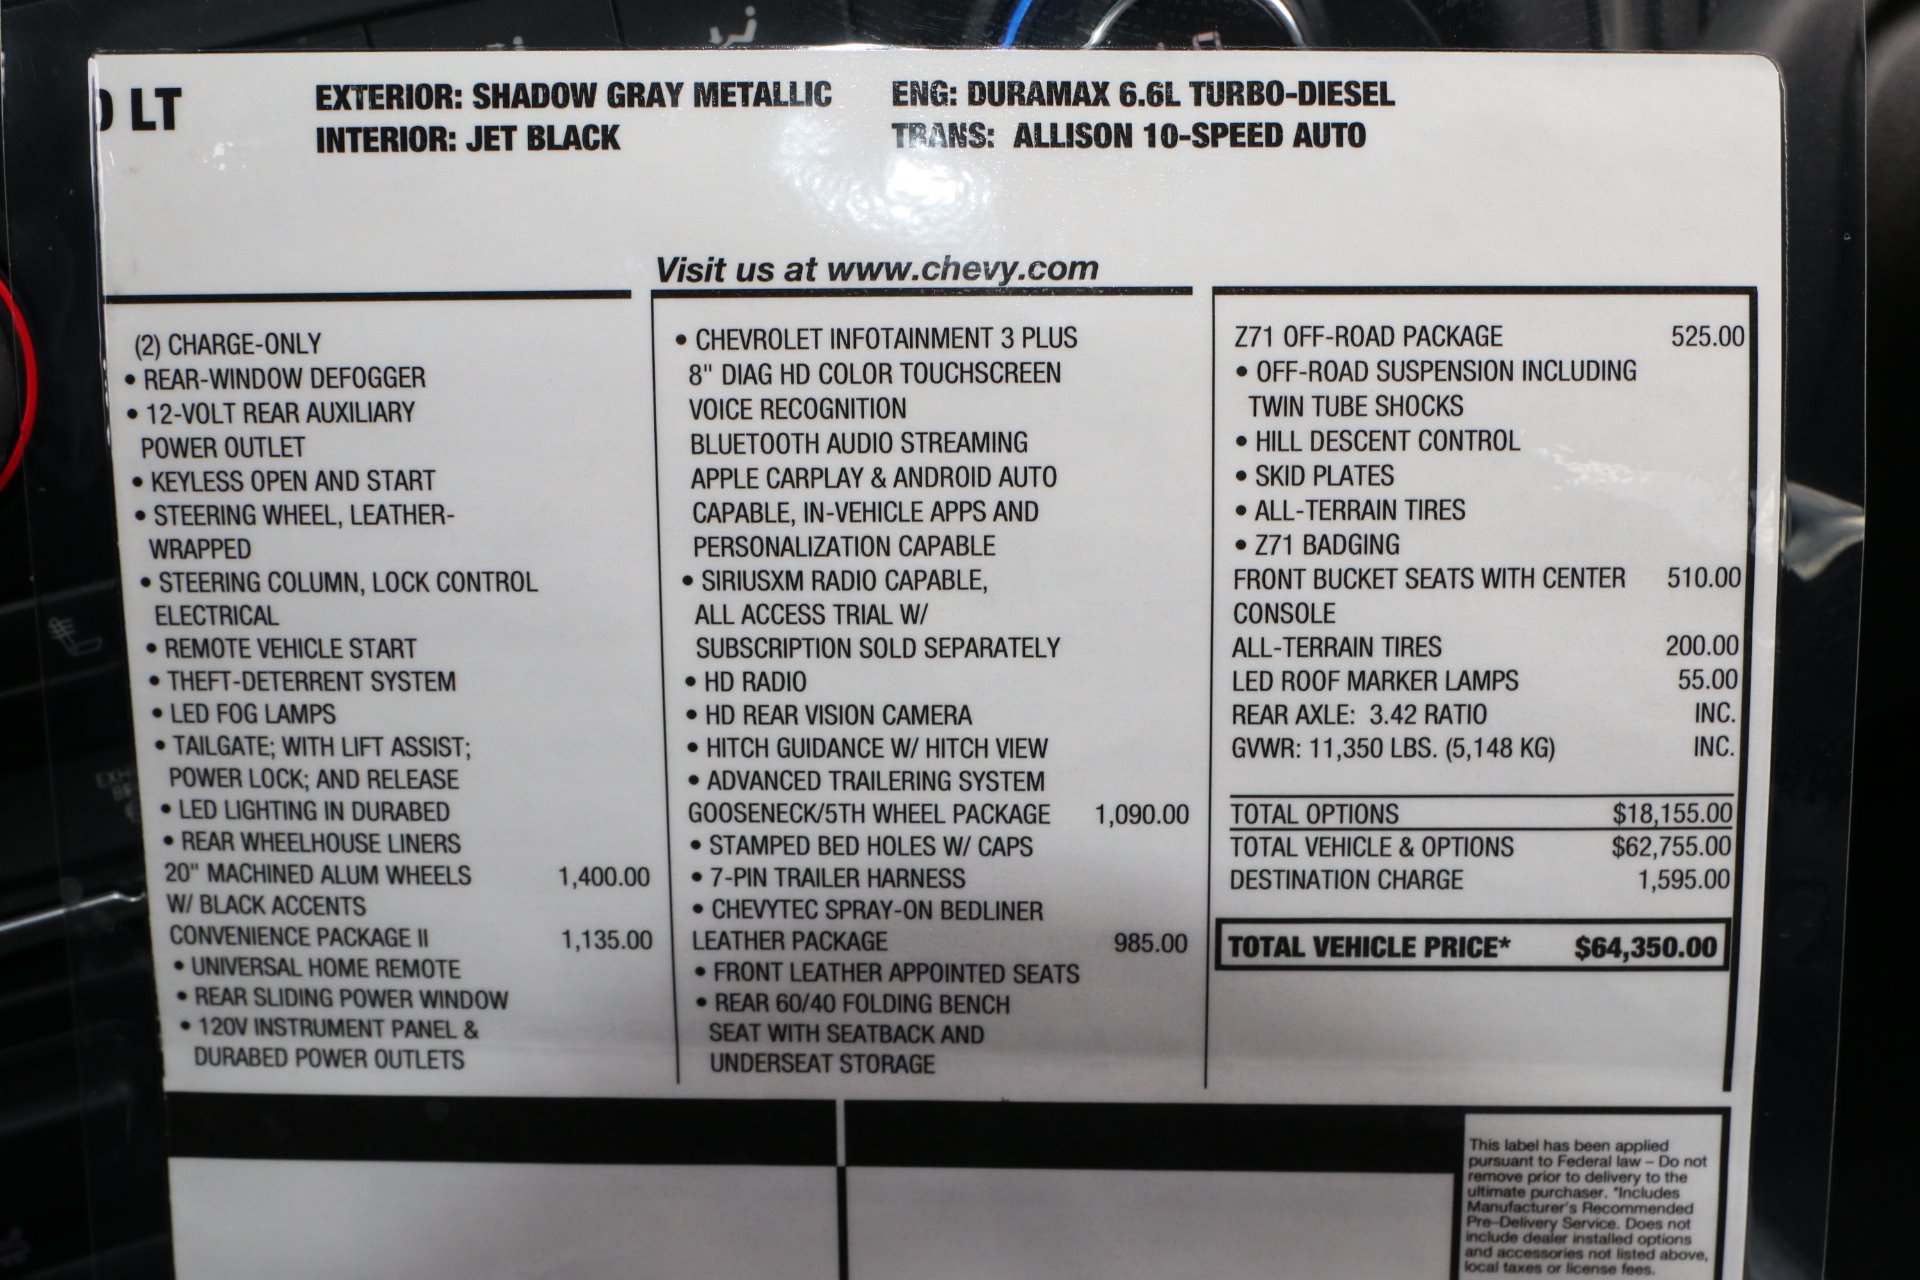 LT
EXTERIOR: SHADOW GRAY METALLIC
INTERIOR: JET BLACK
ENG: DURAMAX 6.6L TURBO-DIESEL
TRANS: ALLISON 10-SPEED AUTO
Visit us at www.chevy.com
(2) CHARGE-ONLY
• REAR-WINDOW DEFOGGER
• 12-VOLT REAR AUXILIARY
POWER OUTLET
• KEYLESS OPEN AND START
• STEERING WHEEL, LEATHER-
WRAPPED
• STEERING COLUMN, LOCK CONTROL
ELECTRICAL
• REMOTE VEHICLE START
• THEFT-DETERRENT SYSTEM
• LED FOG LAMPS
• TAILGATE; WITH LIFT ASSIST;
POWER LOCK; AND RELEASE
• LED LIGHTING IN DURABED
• REAR WHEELHOUSE LINERS
20" MACHINED ALUM WHEELS 1,400.00
W/ BLACK ACCENTS
CONVENIENCE PACKAGE II 1,135.00
• UNIVERSAL HOME REMOTE
• REAR SLIDING POWER WINDOW
• 120V INSTRUMENT PANEL &
DURABED POWER OUTLETS
• CHEVROLET INFOTAINMENT 3 PLUS
8" DIAG HD COLOR TOUCHSCREEN
VOICE RECOGNITION
BLUETOOTH AUDIO STREAMING
APPLE CARPLAY & ANDROID AUTO
CAPABLE, IN-VEHICLE APPS AND
PERSONALIZATION CAPABLE
• SIRIUSXM RADIO CAPABLE,
ALL ACCESS TRIAL W/
SUBSCRIPTION SOLD SEPARATELY
• HD RADIO
• HD REAR VISION CAMERA
• HITCH GUIDANCE W/ HITCH VIEW
• ADVANCED TRAILERING SYSTEM
GOOSENECK/5TH WHEEL PACKAGE 1,090.00
• STAMPED BED HOLES W/ CAPS
• 7-PIN TRAILER HARNESS
• CHEVYTEC SPRAY-ON BEDLINER
LEATHER PACKAGE 985.00
• FRONT LEATHER APPOINTED SEATS
• REAR 60/40 FOLDING BENCH
SEAT WITH SEATBACK AND
UNDERSEAT STORAGE
Z71 OFF-ROAD PACKAGE 525.00
• OFF-ROAD SUSPENSION INCLUDING
TWIN TUBE SHOCKS
• HILL DESCENT CONTROL
• SKID PLATES
• ALL-TERRAIN TIRES
• Z71 BADGING
FRONT BUCKET SEATS WITH CENTER 510.00
CONSOLE
ALL-TERRAIN TIRES 200.00
LED ROOF MARKER LAMPS 55.00
REAR AXLE: 3.42 RATIO INC.
GVWR: 11,350 LBS. (5,148 KG) INC.
TOTAL OPTIONS $18,155.00
TOTAL VEHICLE & OPTIONS $62,755.00
DESTINATION CHARGE 1,595.00
TOTAL VEHICLE PRICE* $64,350.00
This label has been applied
pursuant to Federal law – Do not
remove prior to delivery to the
ultimate purchaser. *Includes
Manufacturer's Recommended
Pre-Delivery Service. Does not
include dealer installed options
and accessories not listed above,
local taxes or license fees.